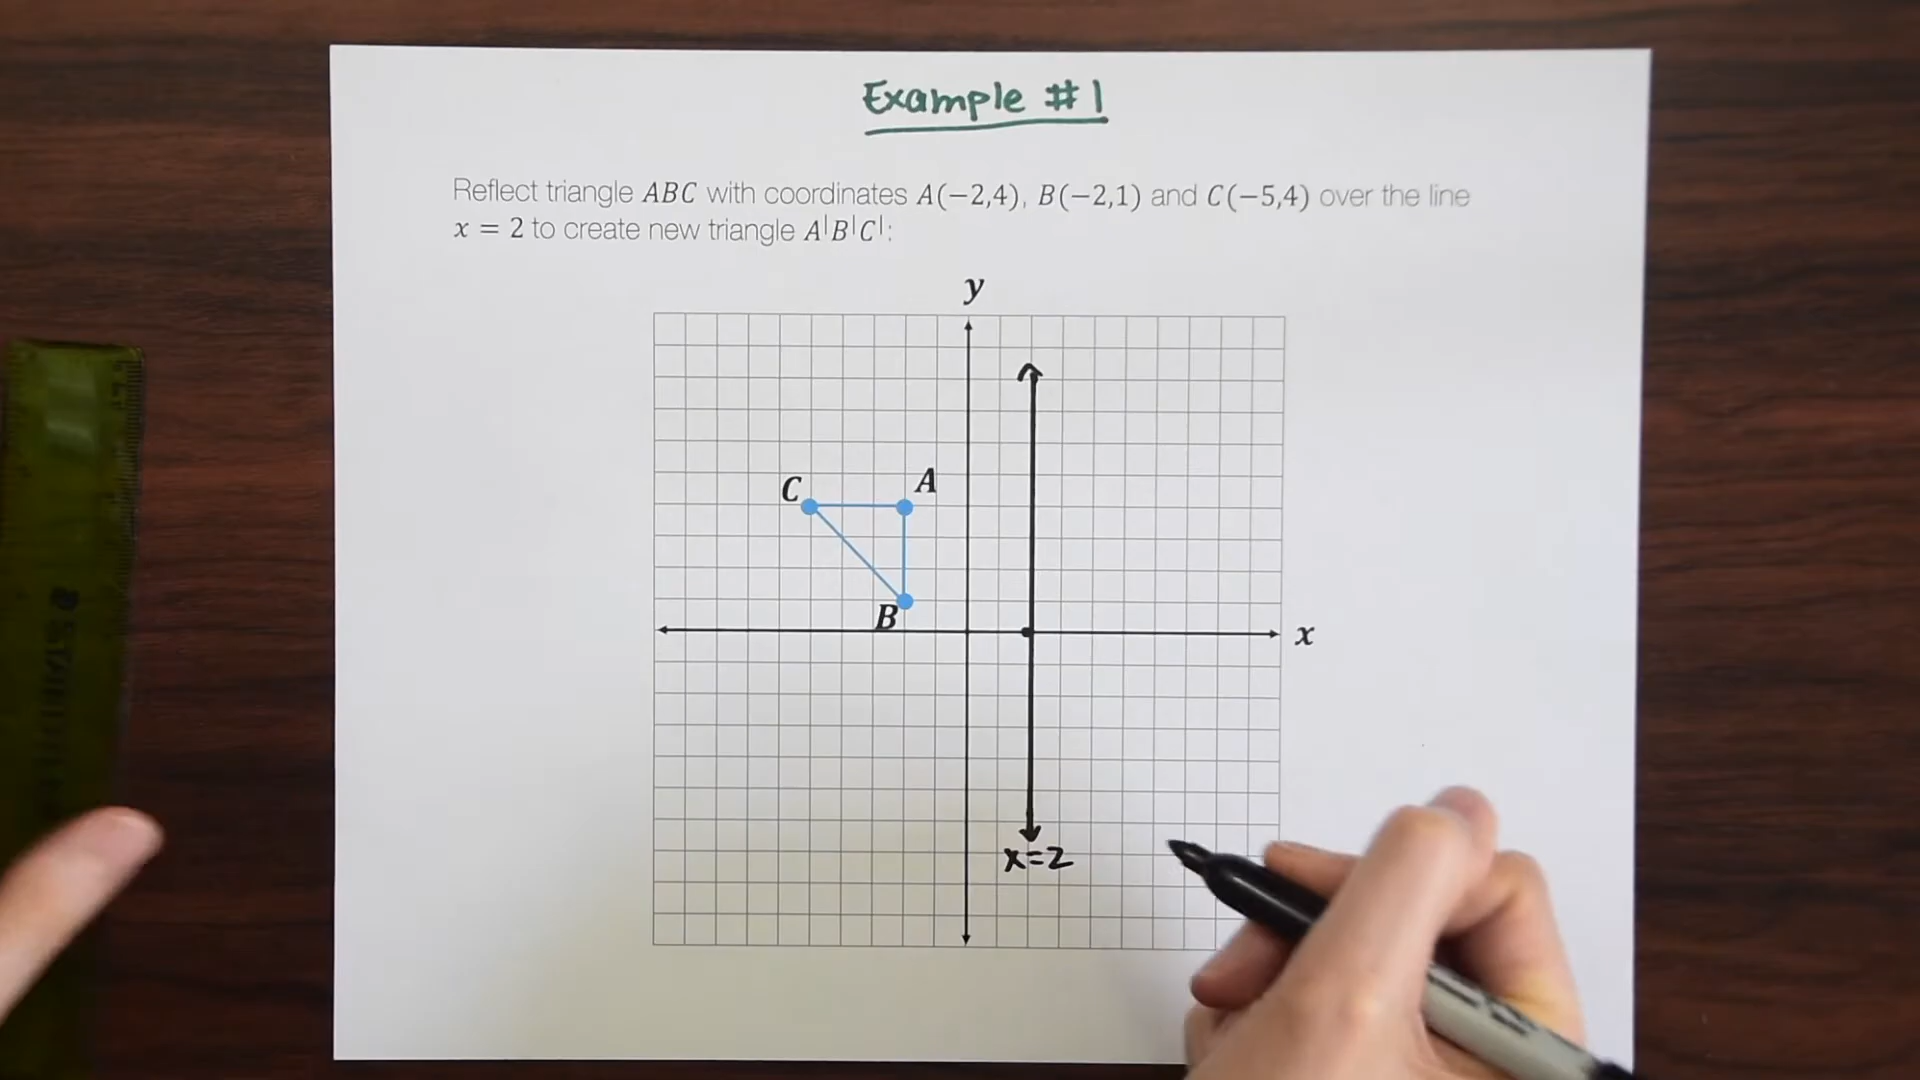 Example #1
Reflect triangle ABC with coordinates A(−2,4), B(−2,1) and C(−5,4) over the line
x = 2 to create new triangle A|B|C|:
y
C
A
B
x
x=2